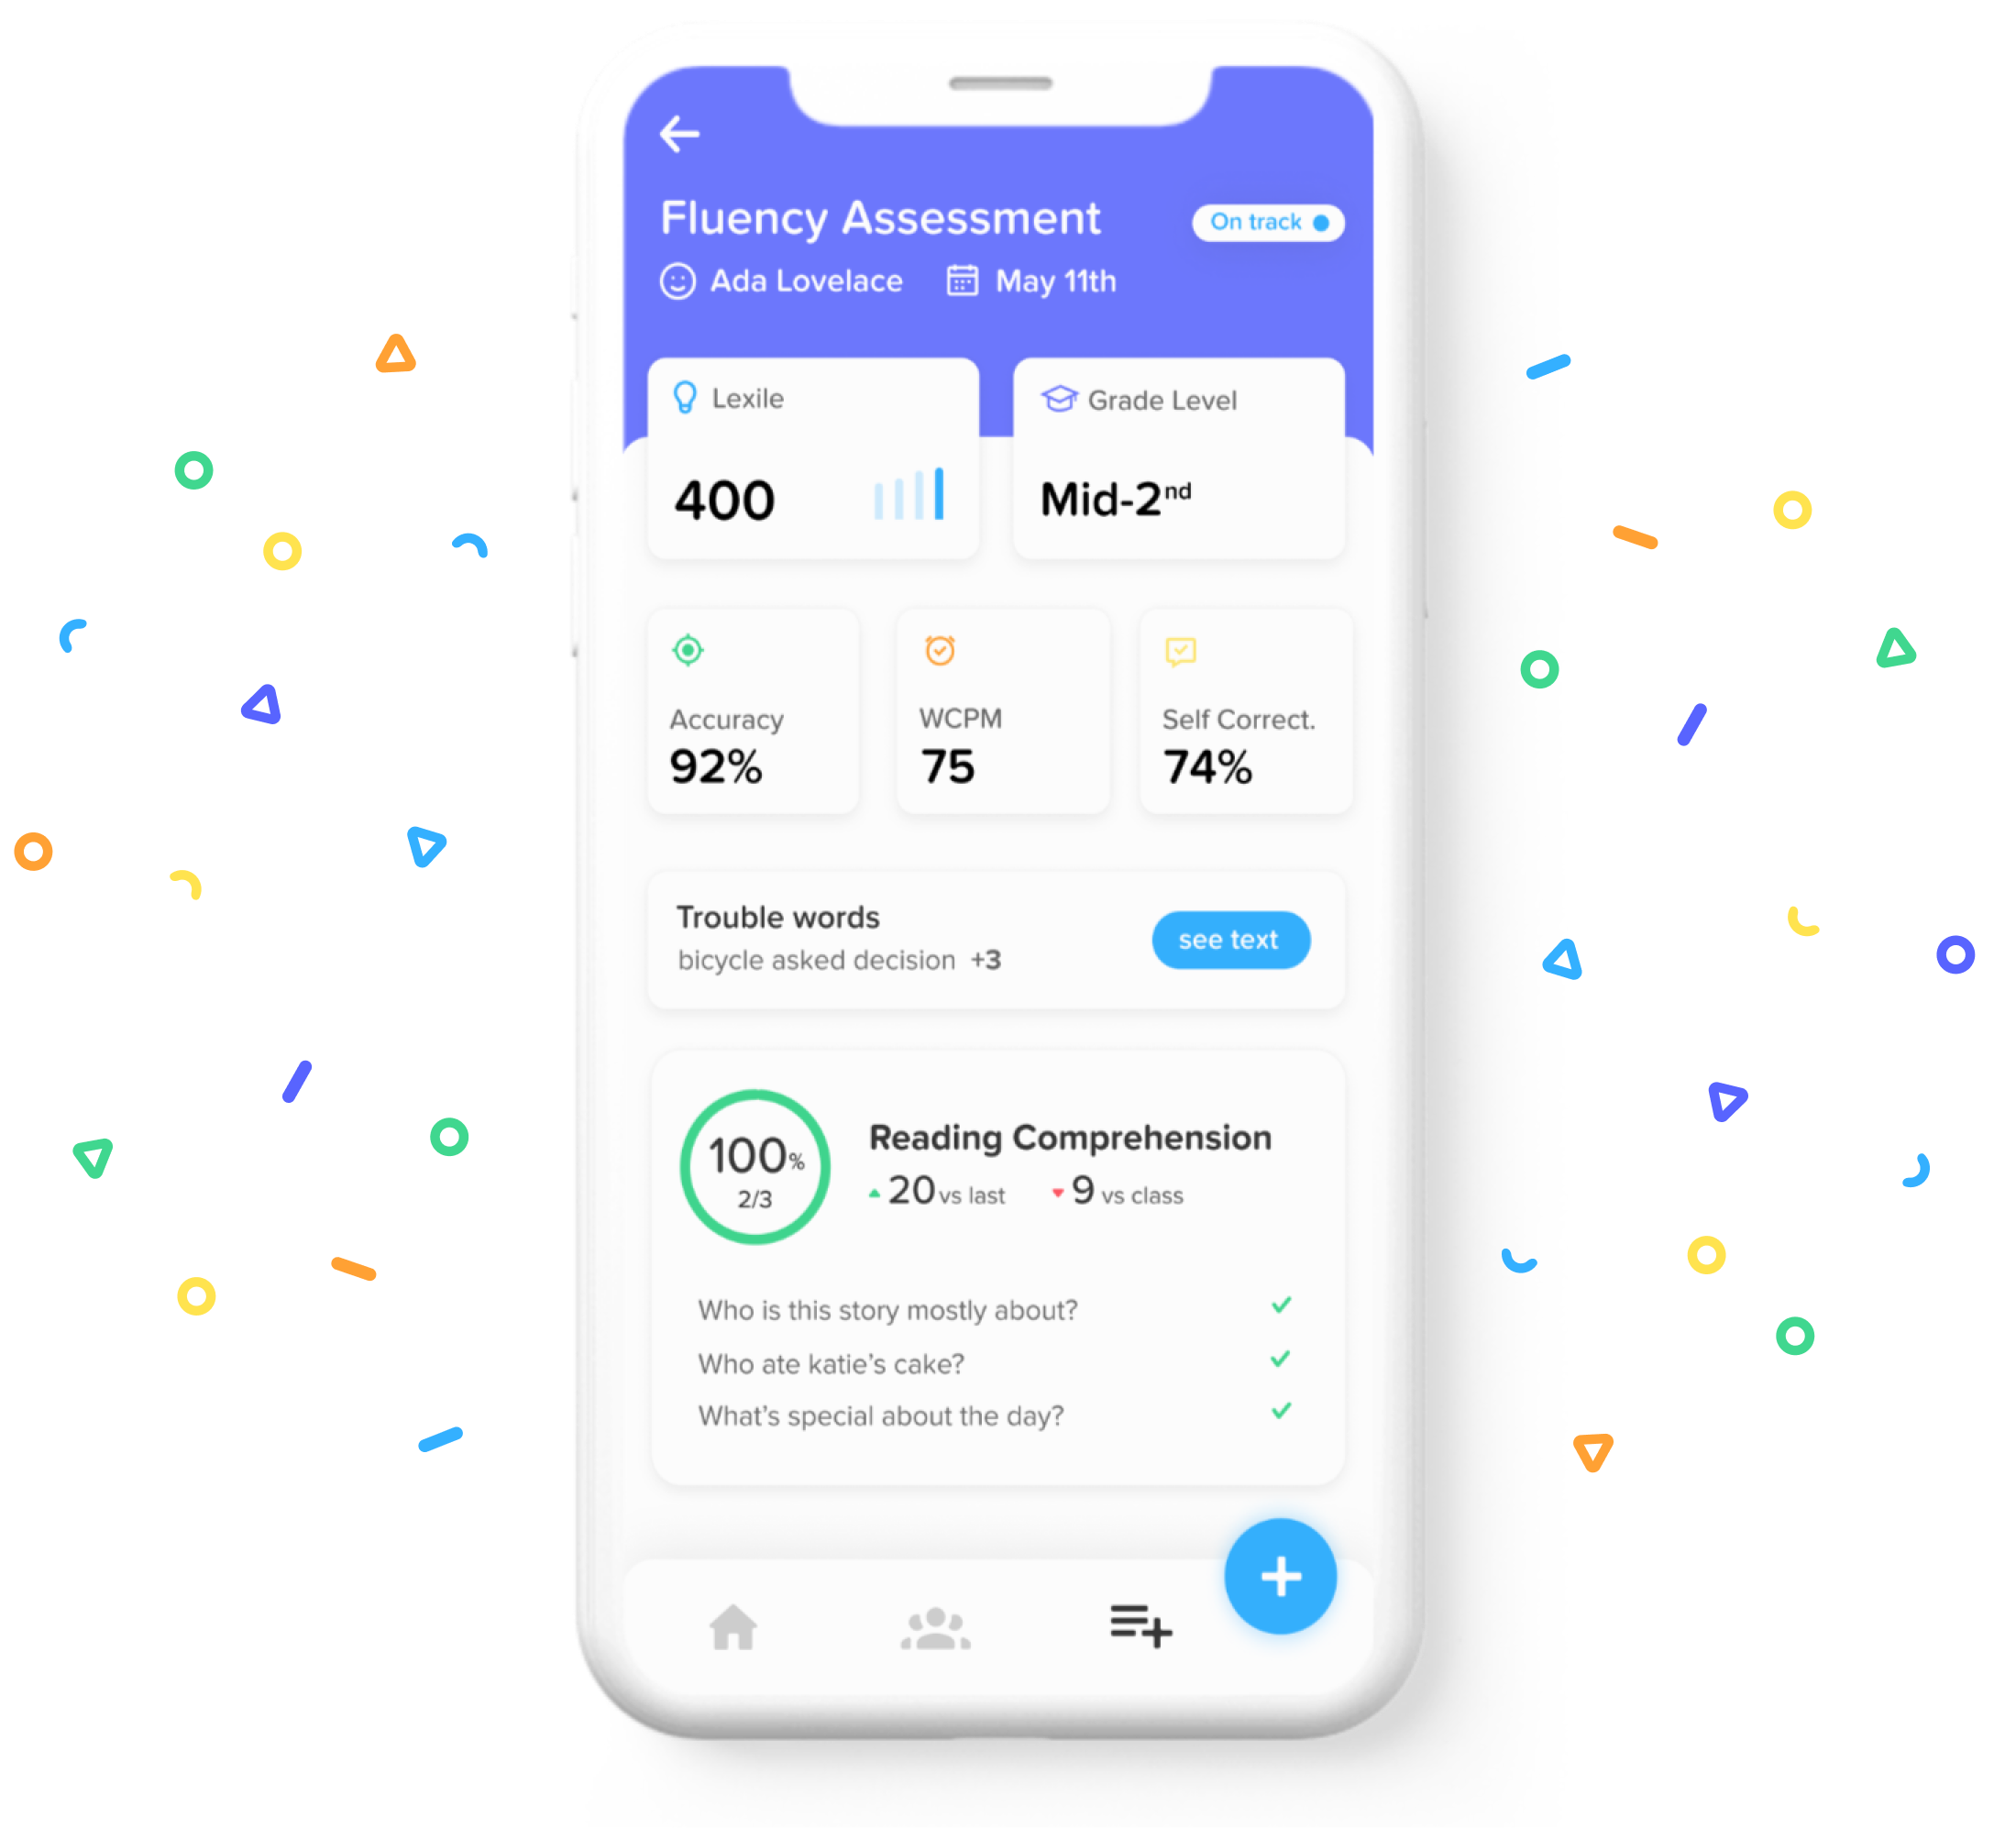 Fluency Assessment
On track
Ada Lovelace May 11th
Lexile
Grade Level
400
Mid-2nd
Accuracy
92%
WCPM
75
Self Correct.
74%
Trouble words
bicycle asked decision +3
see text
100%
2/3
Reading Comprehension
20 vs last 9 vs class
Who is this story mostly about?
Who ate katie's cake?
What's special about the day?